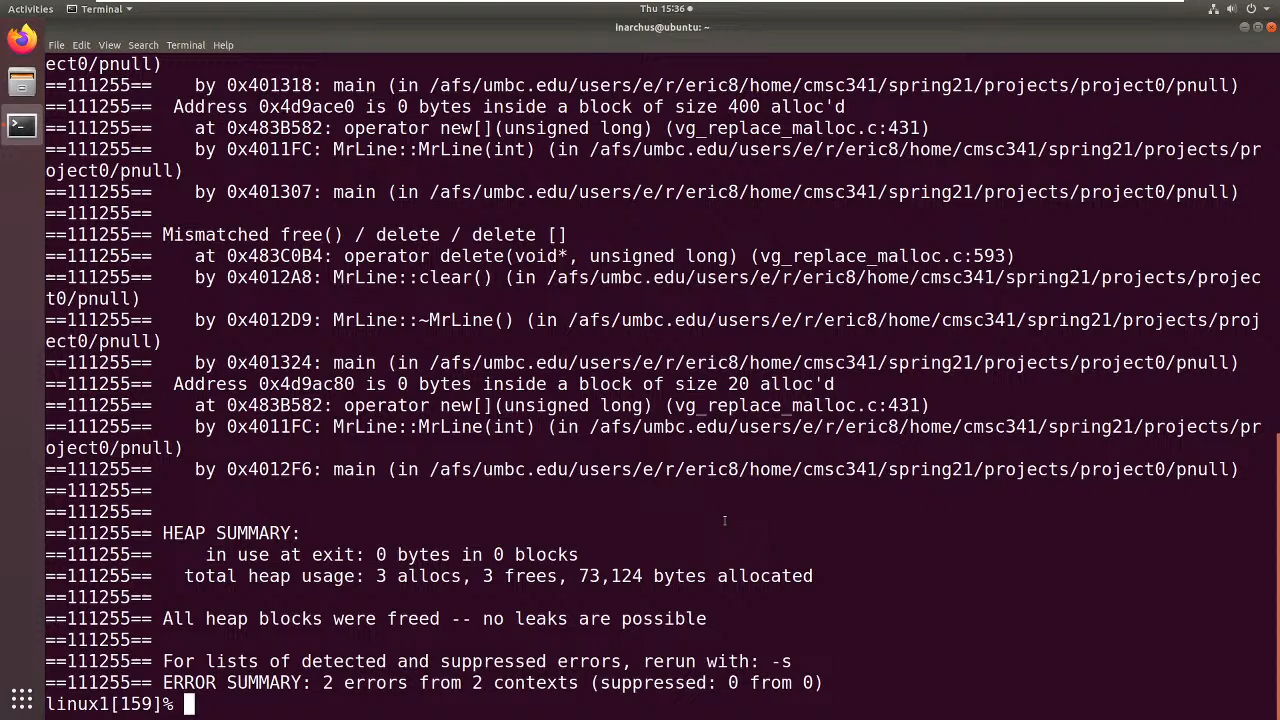 Activities Terminal Thu 15:36
inarchus@ubuntu: ~
File Edit View Search Terminal Help
ect0/pnull)
==111255==    by 0x401318: main (in /afs/umbc.edu/users/e/r/eric8/home/cmsc341/spring21/projects/project0/pnull)
==111255==  Address 0x4d9ace0 is 0 bytes inside a block of size 400 alloc'd
==111255==    at 0x483B582: operator new[](unsigned long) (vg_replace_malloc.c:431)
==111255==    by 0x4011FC: MrLine::MrLine(int) (in /afs/umbc.edu/users/e/r/eric8/home/cmsc341/spring21/projects/pr
oject0/pnull)
==111255==    by 0x401307: main (in /afs/umbc.edu/users/e/r/eric8/home/cmsc341/spring21/projects/project0/pnull)
==111255==
==111255== Mismatched free() / delete / delete []
==111255==    at 0x483C0B4: operator delete(void*, unsigned long) (vg_replace_malloc.c:593)
==111255==    by 0x4012A8: MrLine::clear() (in /afs/umbc.edu/users/e/r/eric8/home/cmsc341/spring21/projects/projec
t0/pnull)
==111255==    by 0x4012D9: MrLine::~MrLine() (in /afs/umbc.edu/users/e/r/eric8/home/cmsc341/spring21/projects/proj
ect0/pnull)
==111255==    by 0x401324: main (in /afs/umbc.edu/users/e/r/eric8/home/cmsc341/spring21/projects/project0/pnull)
==111255==  Address 0x4d9ac80 is 0 bytes inside a block of size 20 alloc'd
==111255==    at 0x483B582: operator new[](unsigned long) (vg_replace_malloc.c:431)
==111255==    by 0x4011FC: MrLine::MrLine(int) (in /afs/umbc.edu/users/e/r/eric8/home/cmsc341/spring21/projects/pr
oject0/pnull)
==111255==    by 0x4012F6: main (in /afs/umbc.edu/users/e/r/eric8/home/cmsc341/spring21/projects/project0/pnull)
==111255==
==111255==
==111255== HEAP SUMMARY:
==111255==     in use at exit: 0 bytes in 0 blocks
==111255==   total heap usage: 3 allocs, 3 frees, 73,124 bytes allocated
==111255==
==111255== All heap blocks were freed -- no leaks are possible
==111255==
==111255== For lists of detected and suppressed errors, rerun with: -s
==111255== ERROR SUMMARY: 2 errors from 2 contexts (suppressed: 0 from 0)
linux1[159]%